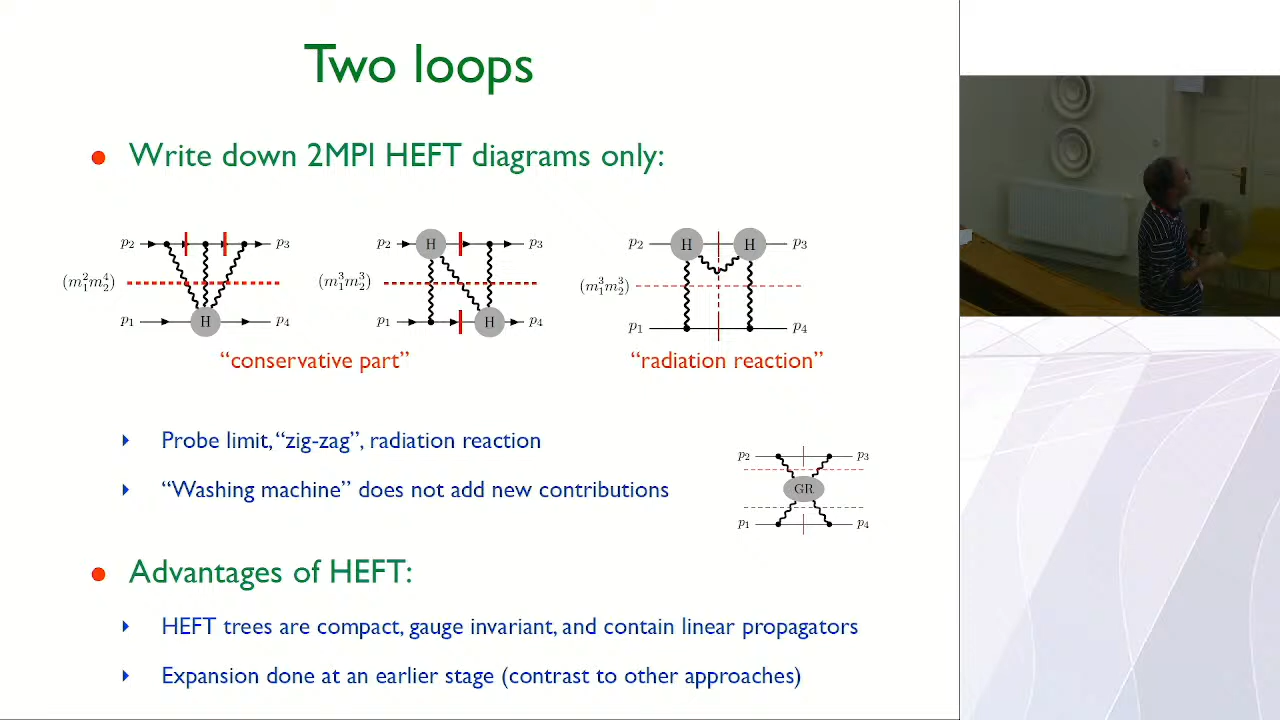 Two loops
Write down 2MPI HEFT diagrams only:
p₂ p₃ p₂ H p₃ p₂ H H p₃
(m₁²m₂⁴) (m₁³m₂³) (m₁³m₂³)
p₁ H p₄ p₁ H p₄ p₁ p₄
“conservative part” “radiation reaction”
Probe limit, “zig-zag”, radiation reaction
p₂ p₃
“Washing machine” does not add new contributions
GR
p₁ p₄
Advantages of HEFT:
HEFT trees are compact, gauge invariant, and contain linear propagators
Expansion done at an earlier stage (contrast to other approaches)